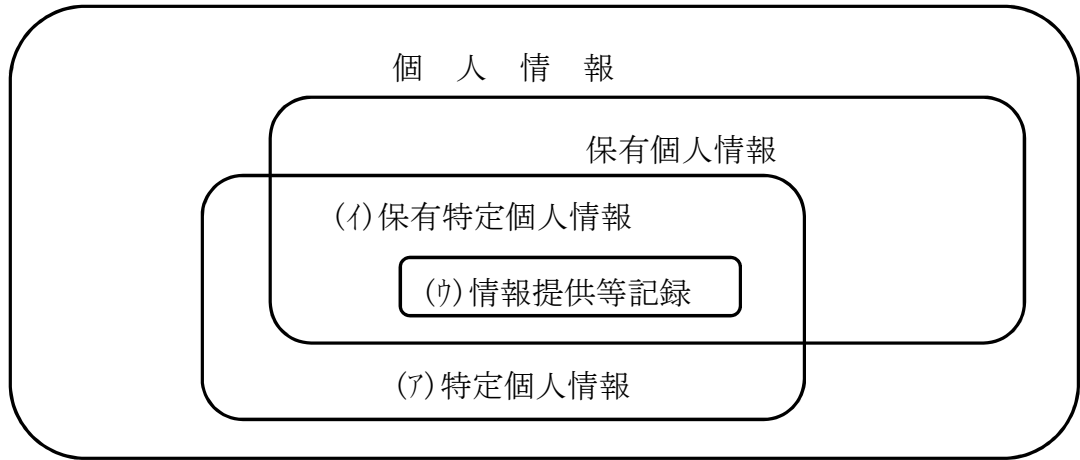 個 人 情 報
保有個人情報
(ｲ)保有特定個人情報
(ｳ)情報提供等記録
(ｱ)特定個人情報